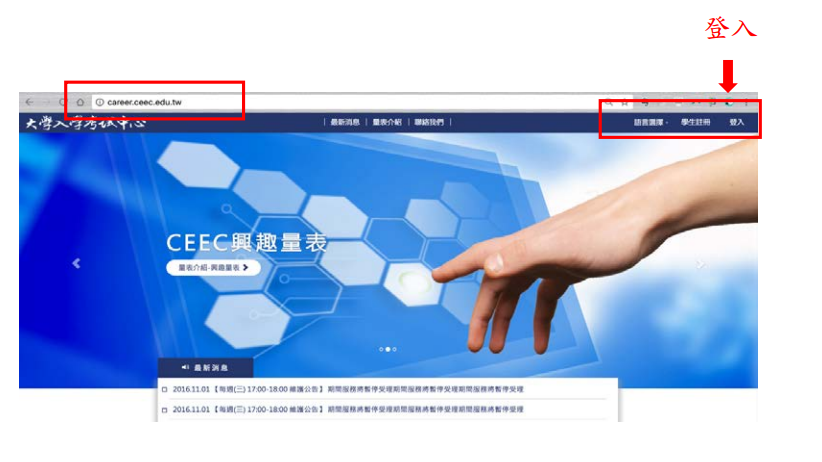 登入
career.ceec.edu.tw
大學入學考試中心
| 最新消息 | 量表介紹 | 聯絡我們 |
語言選擇 學生註冊 登入
CEEC興趣量表
量表介紹-興趣量表
最新消息
2016.11.01【每週(三) 17:00-18:00 維護公告】期間服務將暫停受理期間服務將暫停受理期間服務將暫停受理
2016.11.01【每週(三) 17:00-18:00 維護公告】期間服務將暫停受理期間服務將暫停受理期間服務將暫停受理